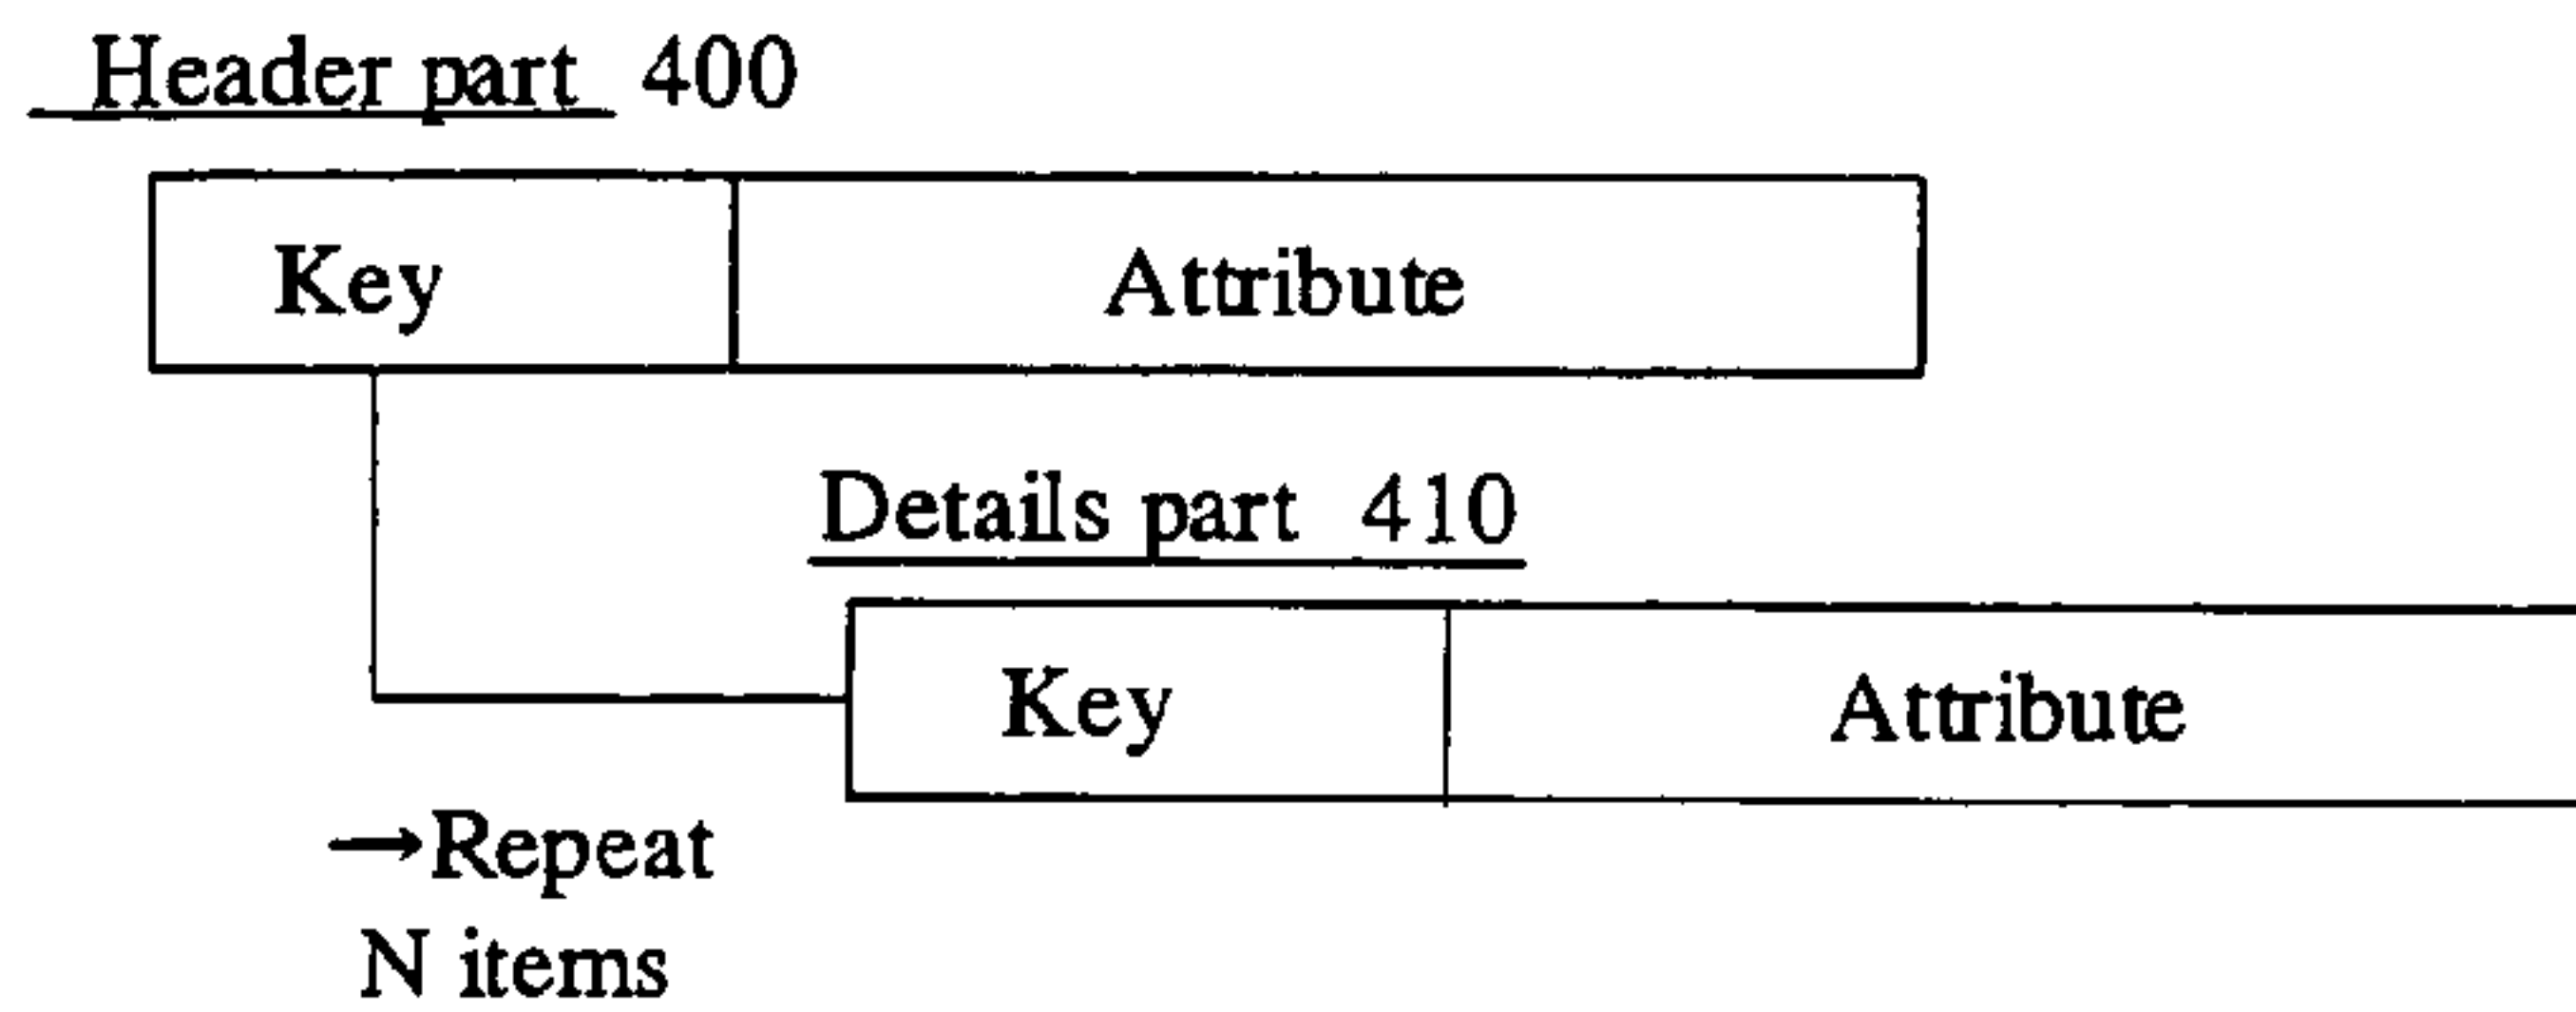 Header part 400
Key Attribute
Details part 410
Key Attribute
→Repeat
N items